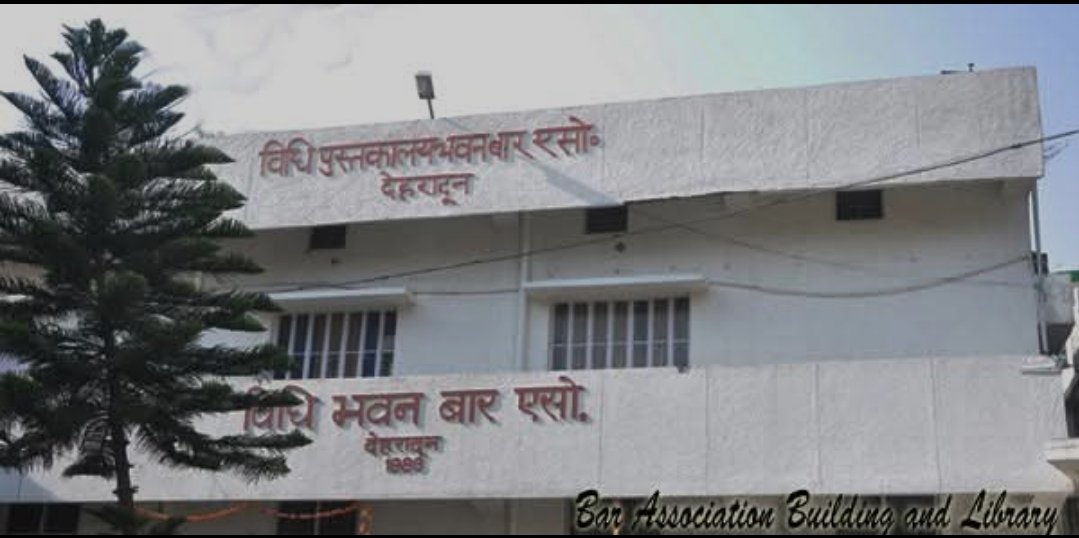 विधि पुस्तकालय भवन बार एसो॰
देहरादून
विधि भवन बार एसो.
देहरादून
Bar Association Building and Library